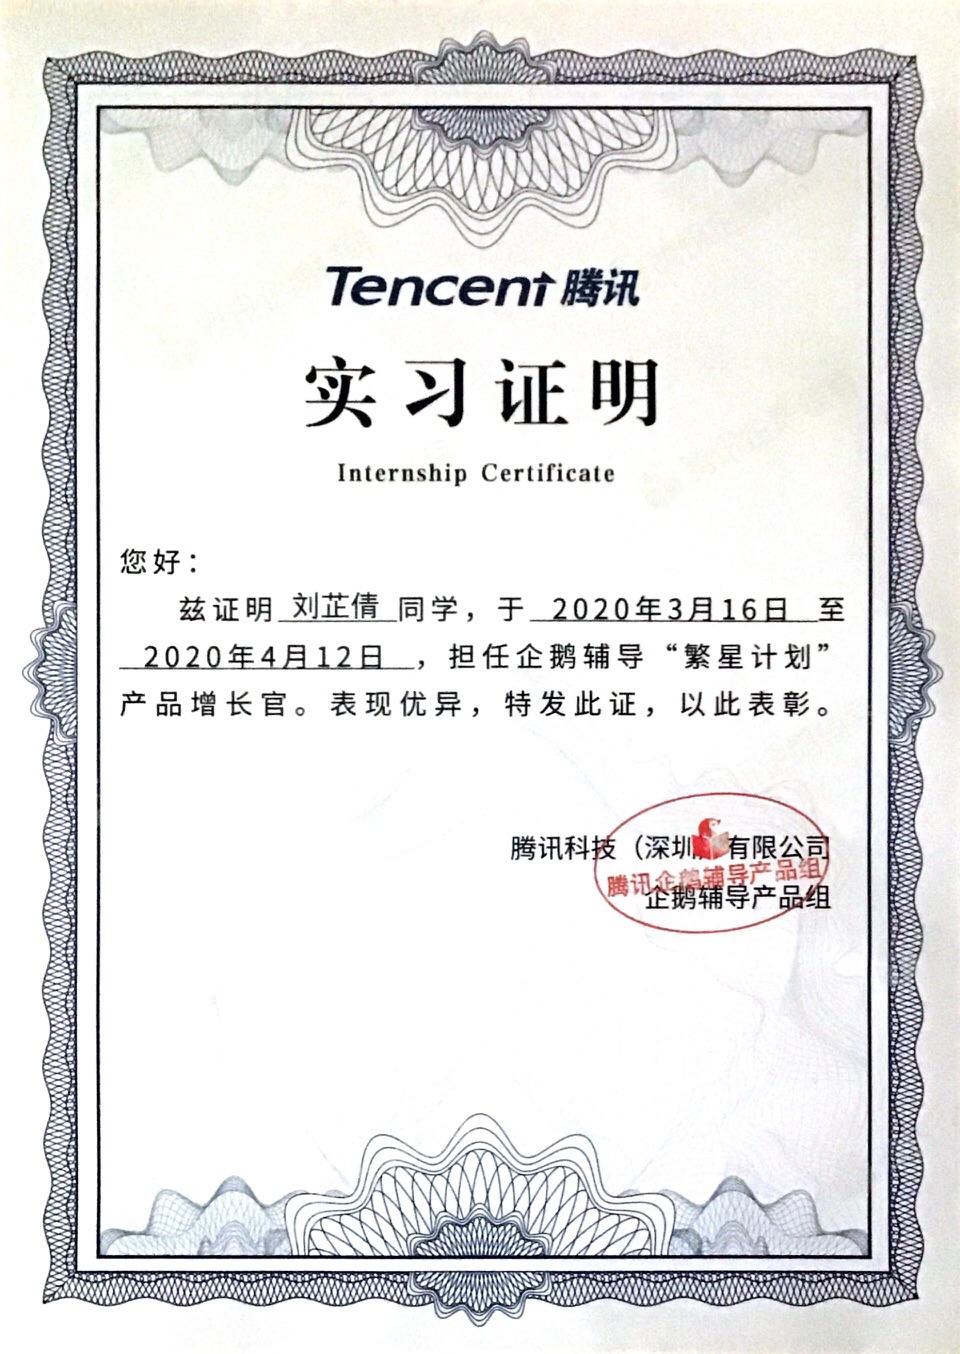 Tencent 腾讯
实习证明
Internship Certificate
您好：
兹证明 刘芷倩 同学，于 2020年3月16日 至
2020年4月12日 ，担任企鹅辅导“繁星计划”
产品增长官。表现优异，特发此证，以此表彰。
腾讯科技（深圳）有限公司
腾讯企鹅辅导产品组
企鹅辅导产品组